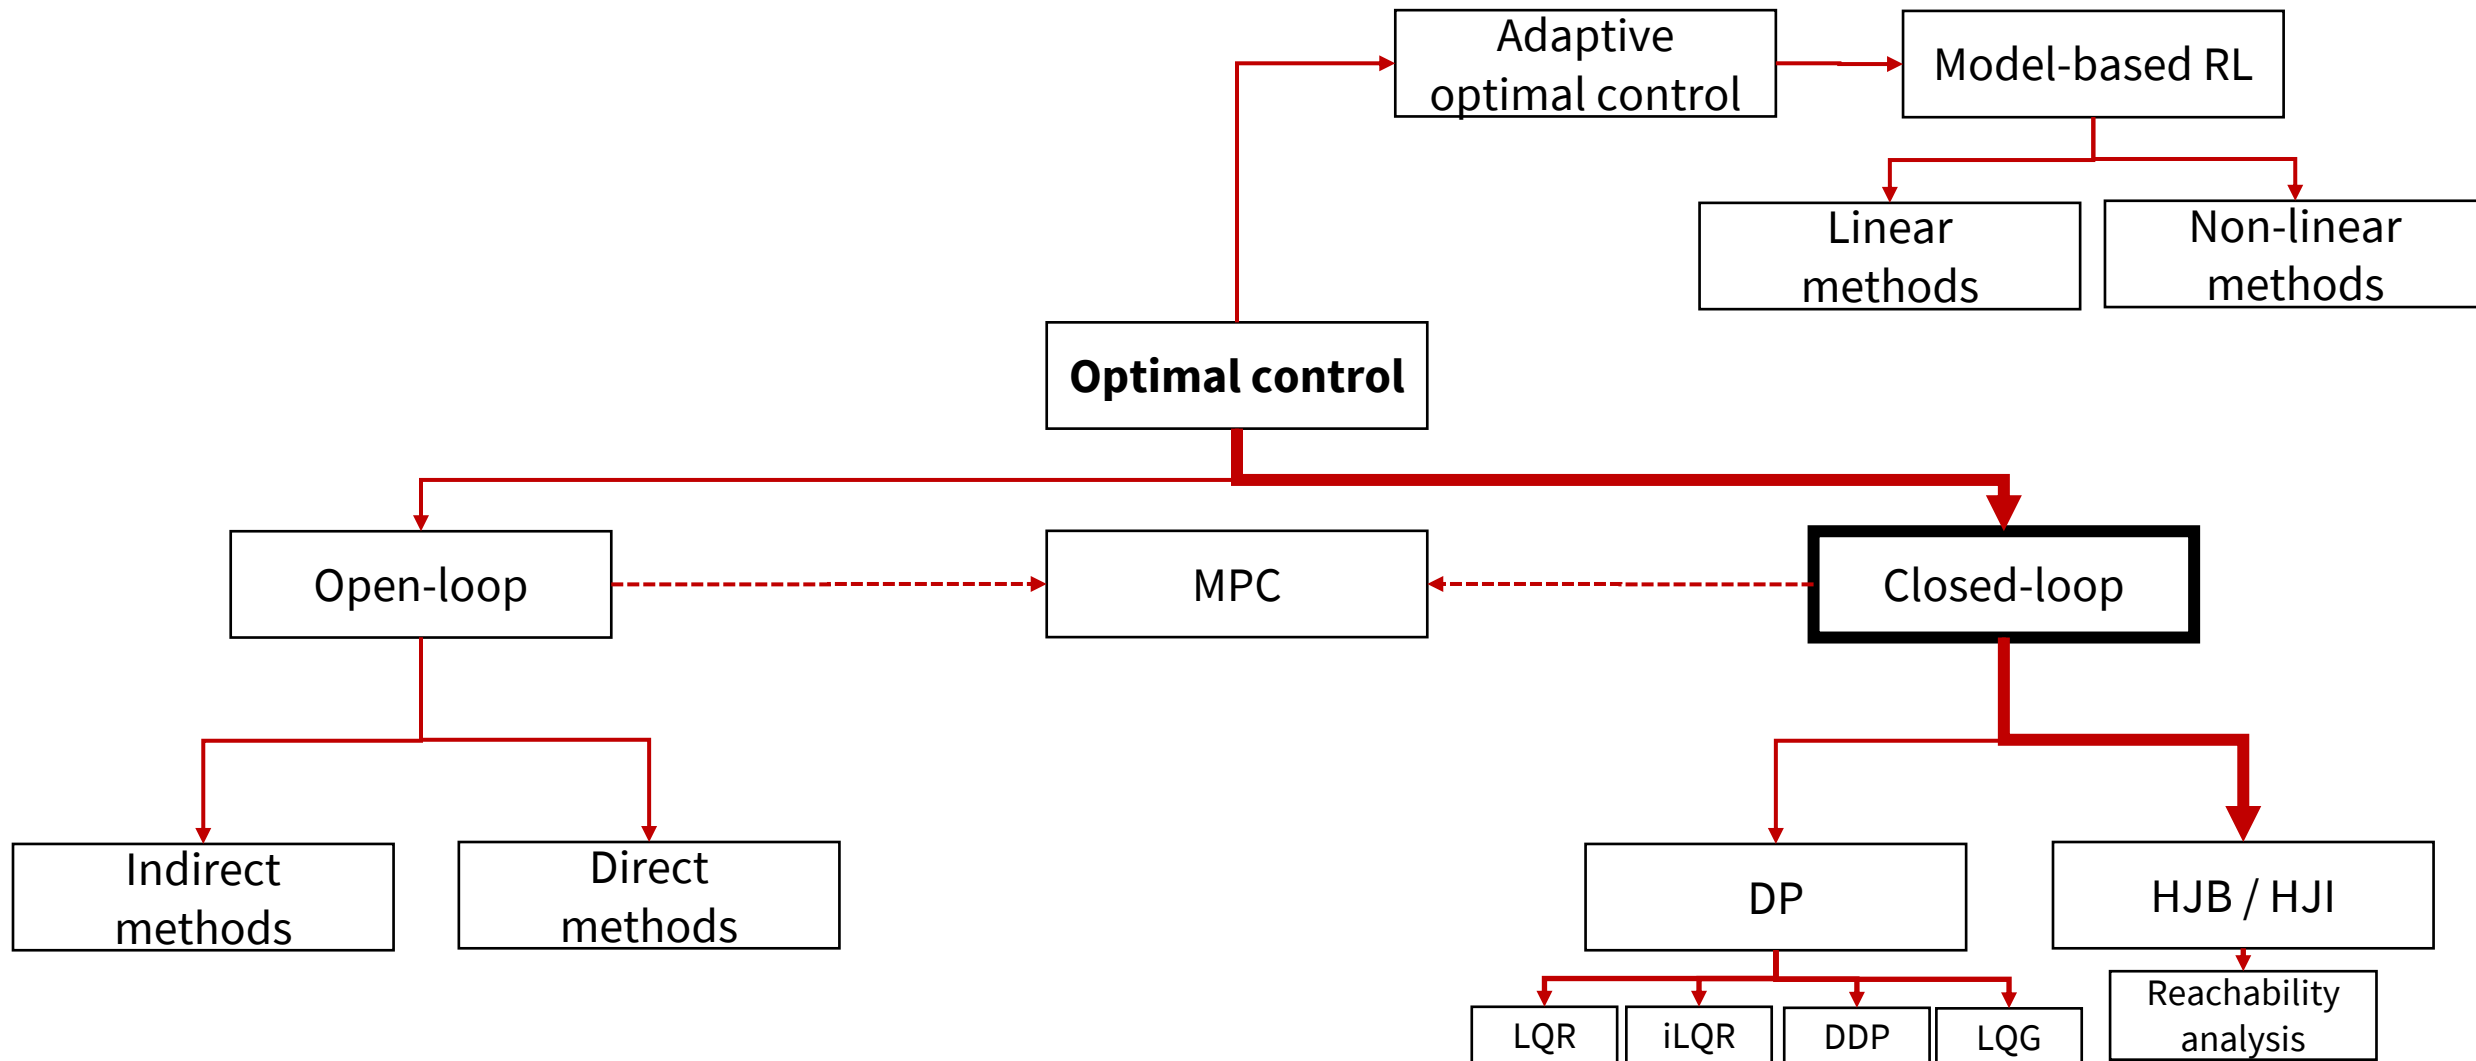 Adaptive
optimal control
Model-based RL
Linear
methods
Non-linear
methods
Optimal control
Open-loop
MPC
Closed-loop
Indirect
methods
Direct
methods
DP
HJB / HJI
LQR
iLQR
DDP
LQG
Reachability
analysis